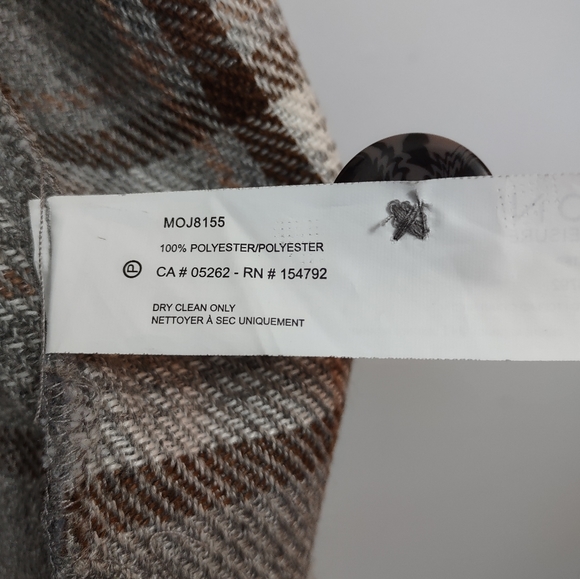 MOJ8155
100% POLYESTER/POLYESTER
P CA # 05262 - RN # 154792
DRY CLEAN ONLY
NETTOYER À SEC UNIQUEMENT